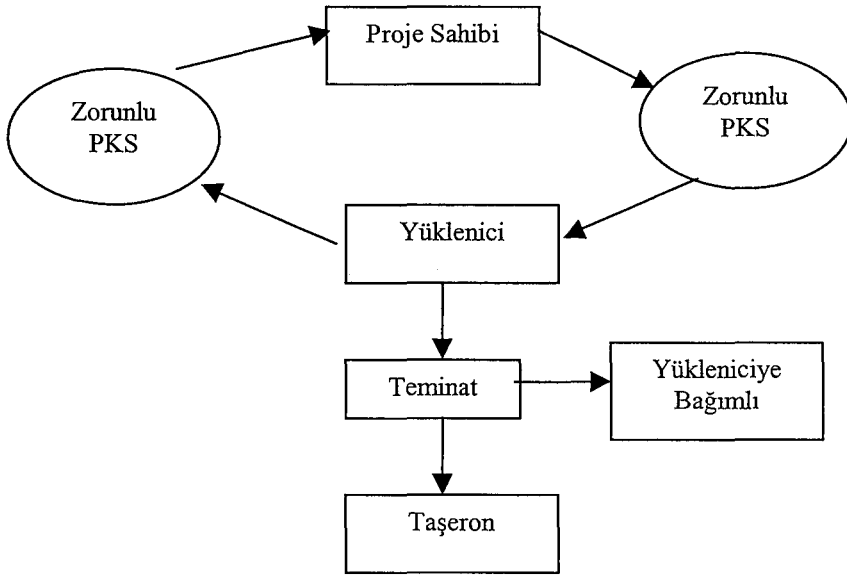 Proje Sahibi
Zorunlu
PKS
Zorunlu
PKS
Yüklenici
Teminat
Yükleniciye
Bağımlı
Taşeron